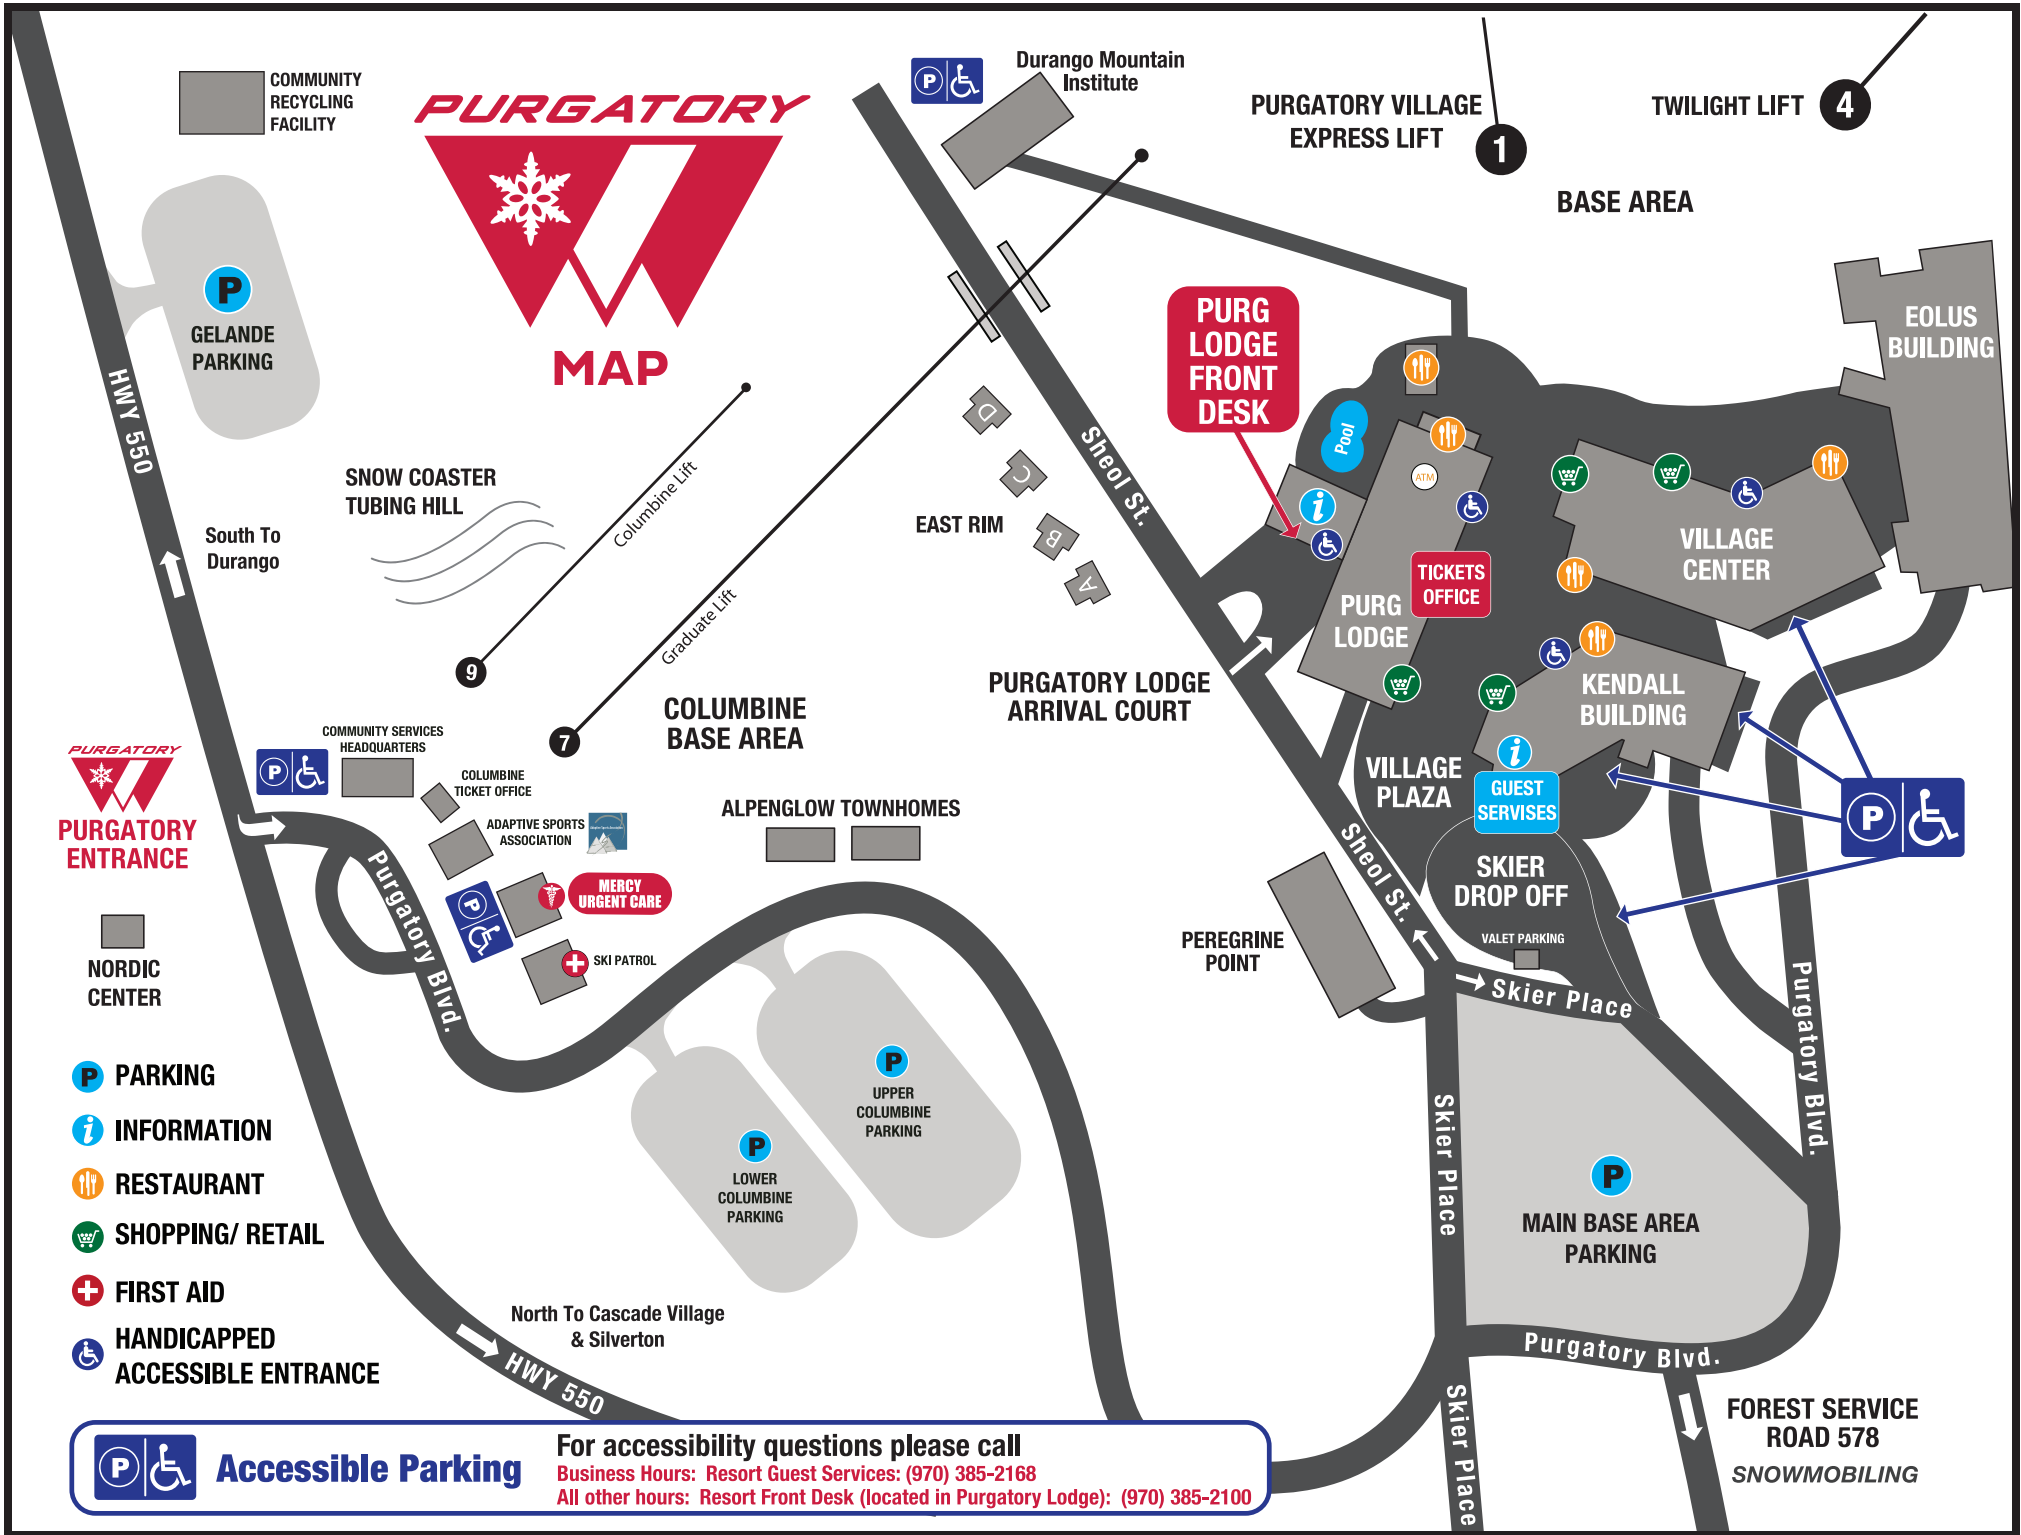 COMMUNITY
RECYCLING
FACILITY
PURGATORY
MAP
P
Durango Mountain
Institute
PURGATORY VILLAGE
EXPRESS LIFT
1
TWILIGHT LIFT
4
BASE AREA
P
GELANDE
PARKING
HWY 550
South To
Durango
SNOW COASTER
TUBING HILL
Columbine Lift
9
Graduate Lift
7
COLUMBINE
BASE AREA
D
C
B
A
EAST RIM
Sheol St.
PURG
LODGE
FRONT
DESK
Pool
i
ATM
TICKETS
OFFICE
PURG
LODGE
VILLAGE
CENTER
EOLUS
BUILDING
KENDALL
BUILDING
PURGATORY LODGE
ARRIVAL COURT
VILLAGE
PLAZA
i
GUEST
SERVISES
P
SKIER
DROP OFF
VALET PARKING
Sheol St.
PEREGRINE
POINT
Skier Place
Purgatory Blvd.
Skier Place
P
MAIN BASE AREA
PARKING
Purgatory Blvd.
Skier Place
FOREST SERVICE
ROAD 578
SNOWMOBILING
PURGATORY
PURGATORY
ENTRANCE
P
COMMUNITY SERVICES
HEADQUARTERS
COLUMBINE
TICKET OFFICE
ADAPTIVE SPORTS
ASSOCIATION
P
MERCY
URGENT CARE
SKI PATROL
ALPENGLOW TOWNHOMES
Purgatory Blvd.
NORDIC
CENTER
P
UPPER
COLUMBINE
PARKING
P
LOWER
COLUMBINE
PARKING
P PARKING
i INFORMATION
RESTAURANT
SHOPPING/ RETAIL
FIRST AID
HANDICAPPED
ACCESSIBLE ENTRANCE
North To Cascade Village
& Silverton
HWY 550
P
Accessible Parking
For accessibility questions please call
Business Hours: Resort Guest Services: (970) 385-2168
All other hours: Resort Front Desk (located in Purgatory Lodge): (970) 385-2100